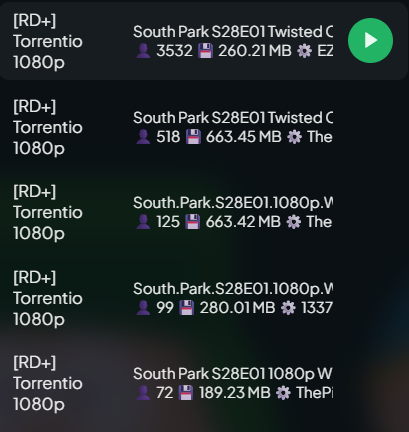 [RD+]
Torrentio
1080p
South Park S28E01 Twisted C
3532 260.21 MB EZ
[RD+]
Torrentio
1080p
South Park S28E01 Twisted C
518 663.45 MB The
[RD+]
Torrentio
1080p
South.Park.S28E01.1080p.W
125 663.42 MB The
[RD+]
Torrentio
1080p
South.Park.S28E01.1080p.W
99 280.01 MB 1337
[RD+]
Torrentio
1080p
South Park S28E01 1080p W
72 189.23 MB ThePi